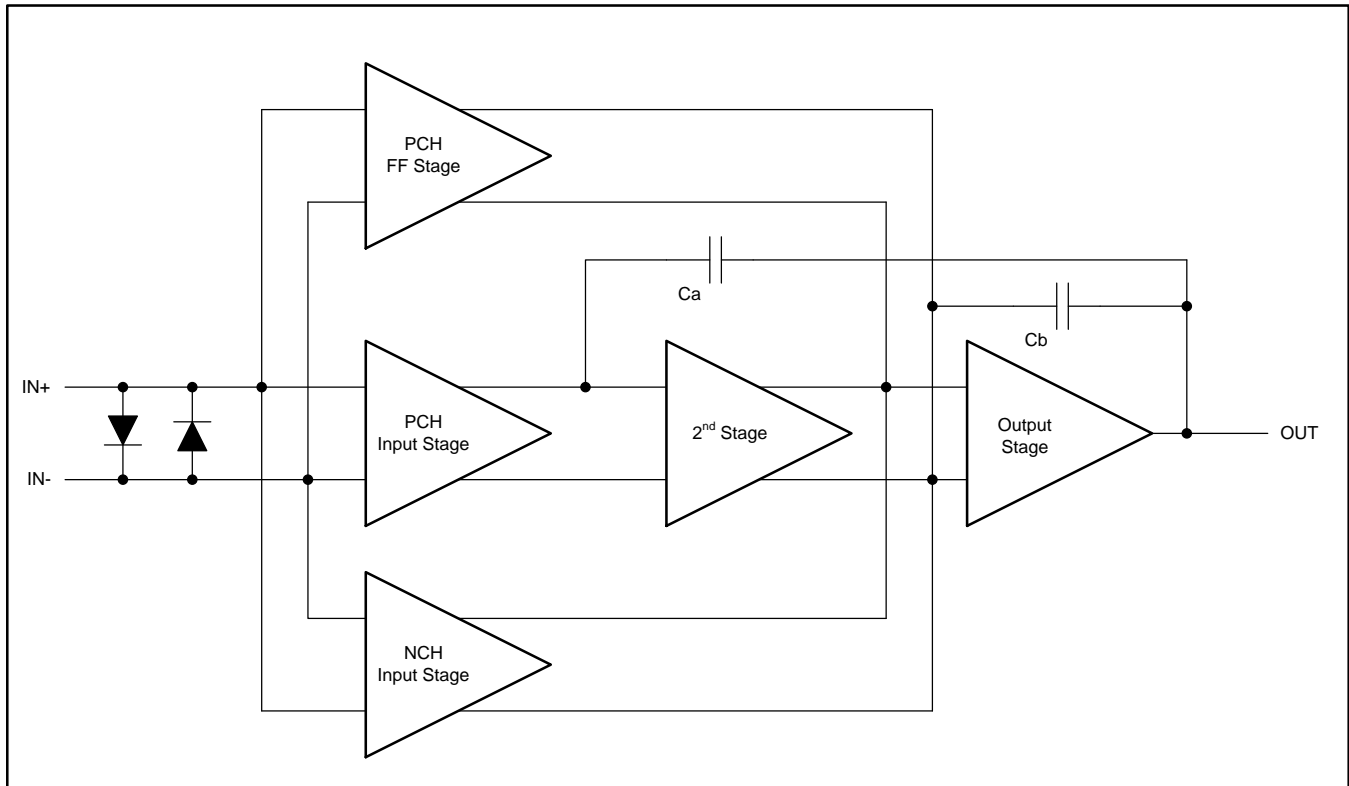 PCH
FF Stage
Ca
Cb
IN+
PCH
Input Stage
2nd Stage
Output
Stage
OUT
IN-
NCH
Input Stage